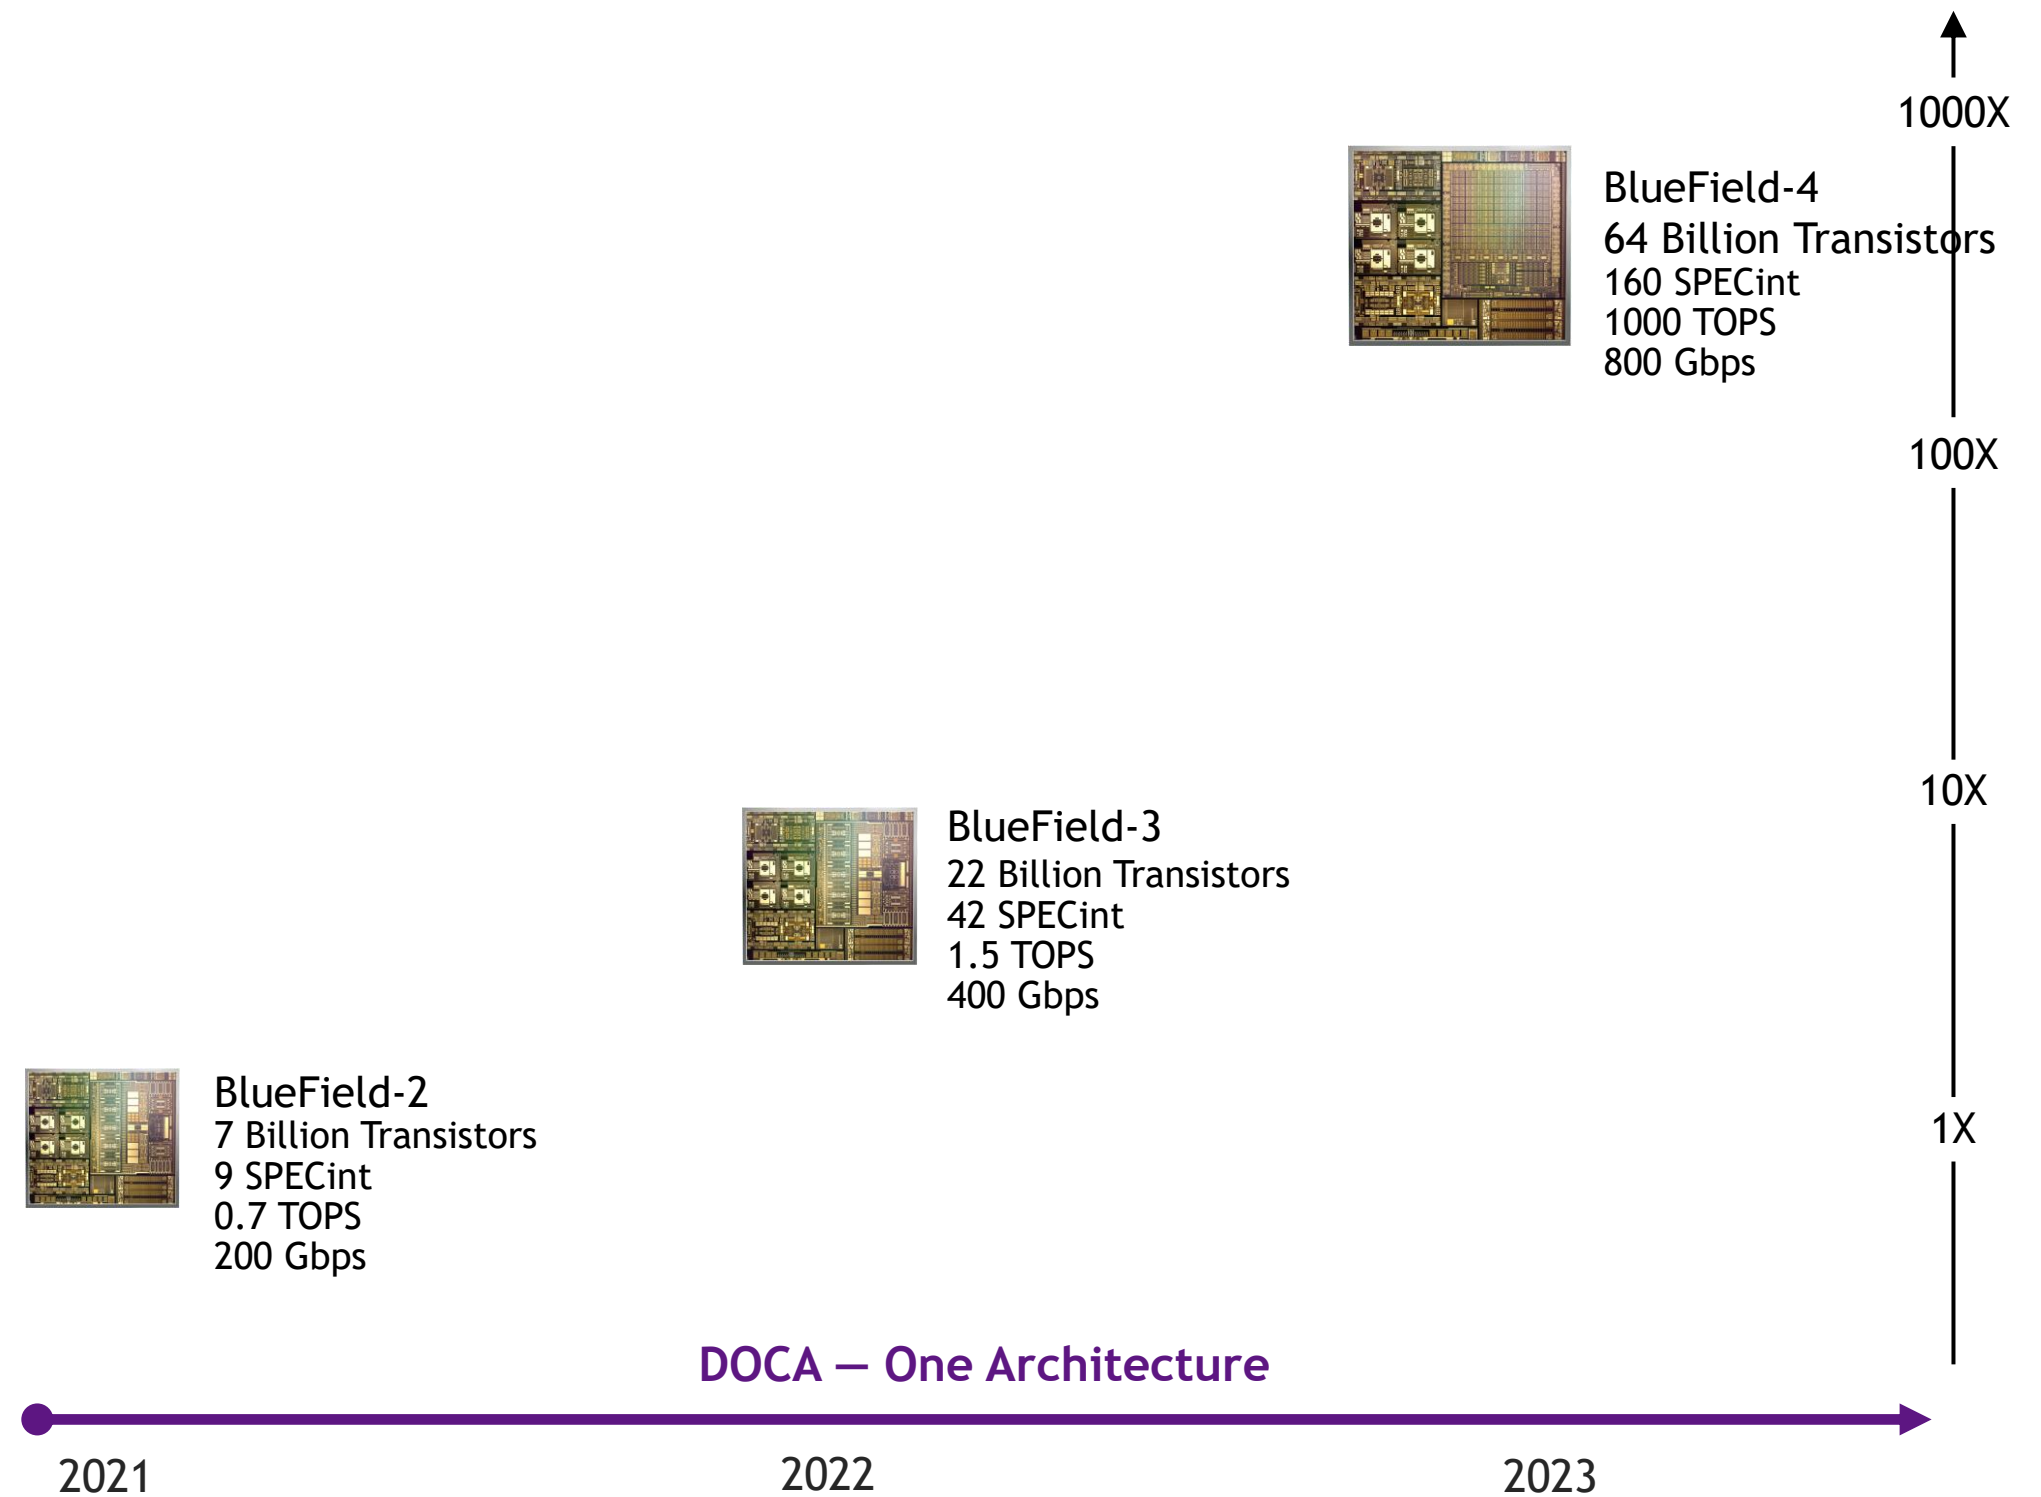 1000X
BlueField-4
64 Billion Transistors
160 SPECint
1000 TOPS
800 Gbps
100X
10X
BlueField-3
22 Billion Transistors
42 SPECint
1.5 TOPS
400 Gbps
BlueField-2
7 Billion Transistors
9 SPECint
0.7 TOPS
200 Gbps
1X
DOCA — One Architecture
2021
2022
2023